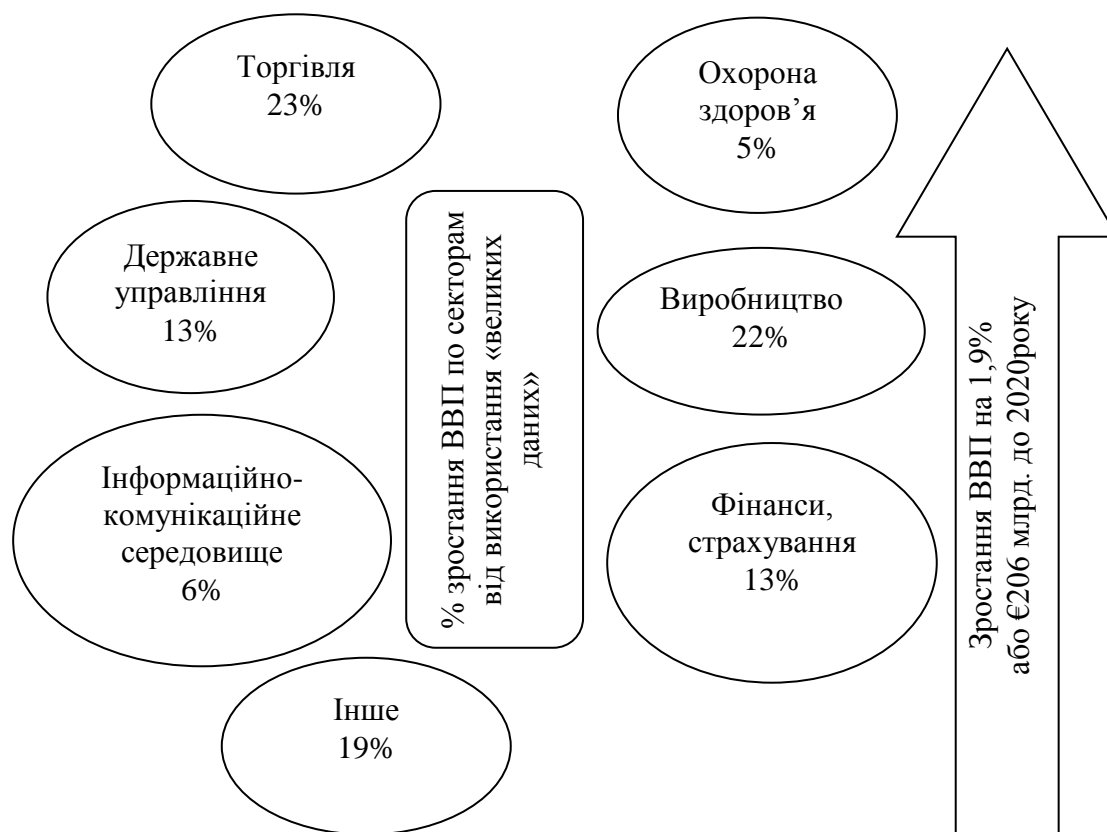 Торгівля
23%
Охорона
здоров’я
5%
Державне
управління
13%
% зростання ВВП по секторам
від використання «великих
даних»
Виробництво
22%
Інформаційно-
комунікаційне
середовище
6%
Фінанси,
страхування
13%
Інше
19%
Зростання ВВП на 1,9%
або €206 млрд. до 2020року